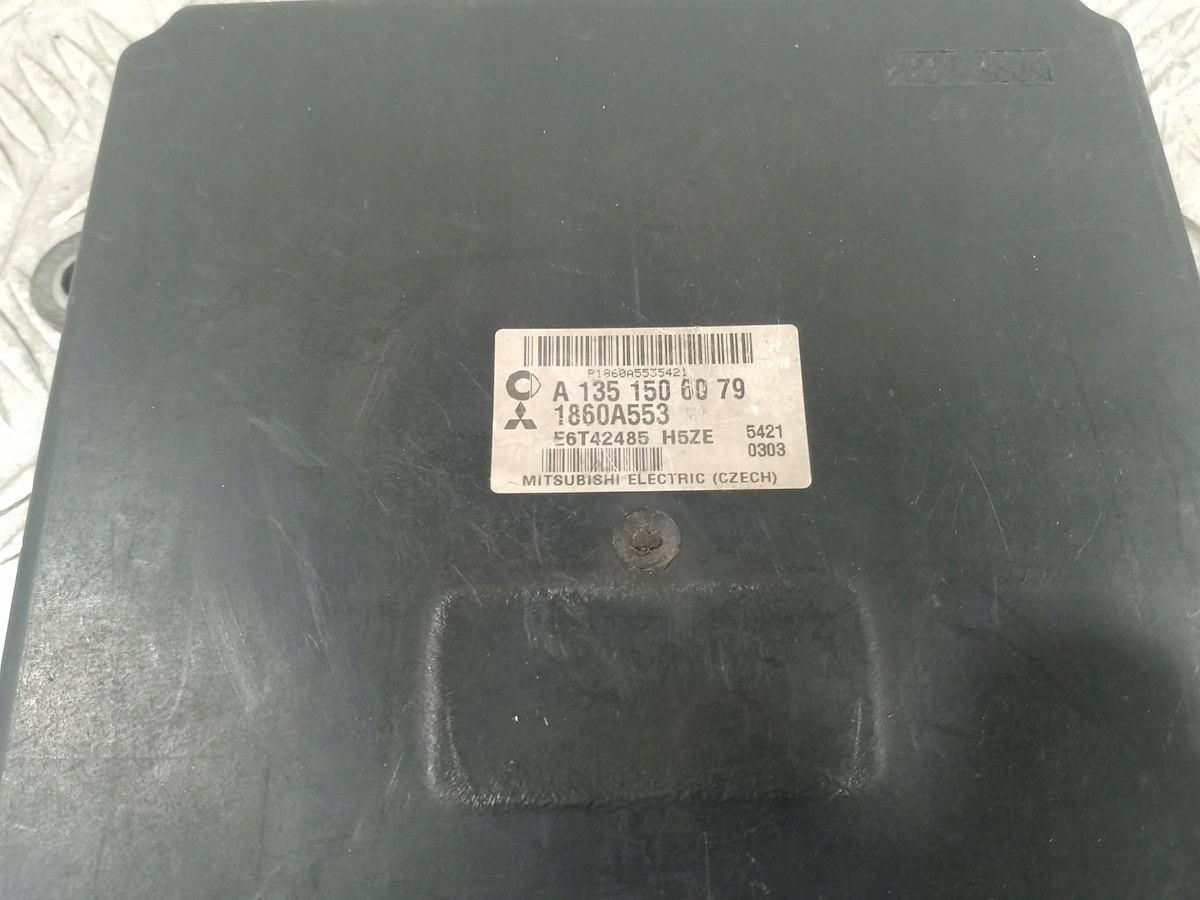 P1860A5535421
A 135 150 60 79
1860A553
E6T42485 H5ZE 5421
0303
MITSUBISHI ELECTRIC (CZECH)